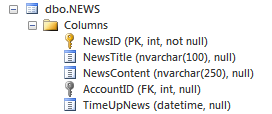 dbo.NEWS
Columns
NewsID (PK, int, not null)
NewsTitle (nvarchar(100), null)
NewsContent (nvarchar(250), null)
AccountID (FK, int, null)
TimeUpNews (datetime, null)